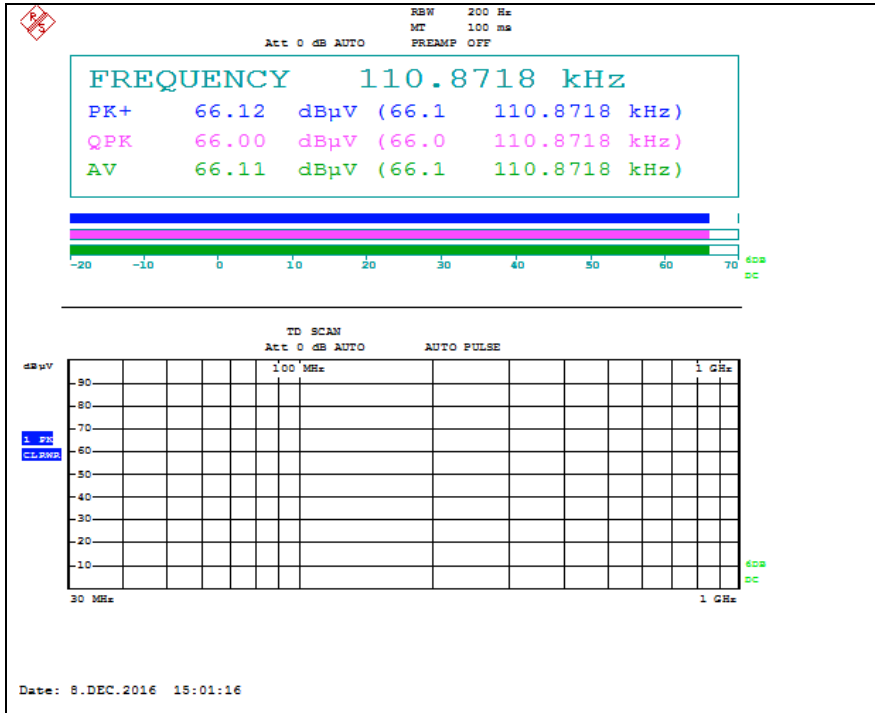 RBW 200 Hz
MT 100 ms
Att 0 dB AUTO PREAMP OFF
FREQUENCY 110.8718 kHz
PK+ 66.12 dBµV (66.1 110.8718 kHz)
QPK 66.00 dBµV (66.0 110.8718 kHz)
AV 66.11 dBµV (66.1 110.8718 kHz)
-20 -10 0 10 20 30 40 50 60 70
6DB
DC
TD SCAN
Att 0 dB AUTO AUTO PULSE
dBµV
100 MHz 1 GHz
90
80
70
1 PK
CLRWR
60
50
40
30
20
10
6DB
DC
30 MHz 1 GHz
Date: 8.DEC.2016 15:01:16